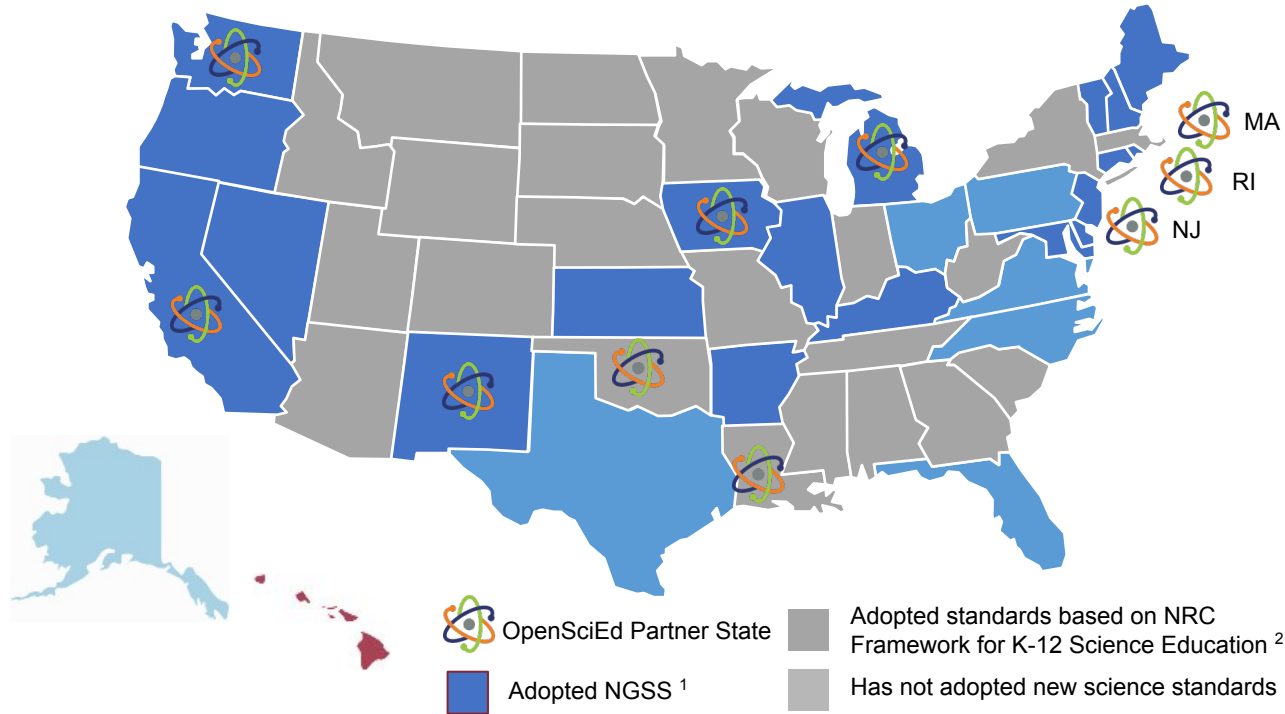 MA
RI
NJ
OpenSciEd Partner State
Adopted NGSS 1
Adopted standards based on NRC
Framework for K-12 Science Education 2
Has not adopted new science standards